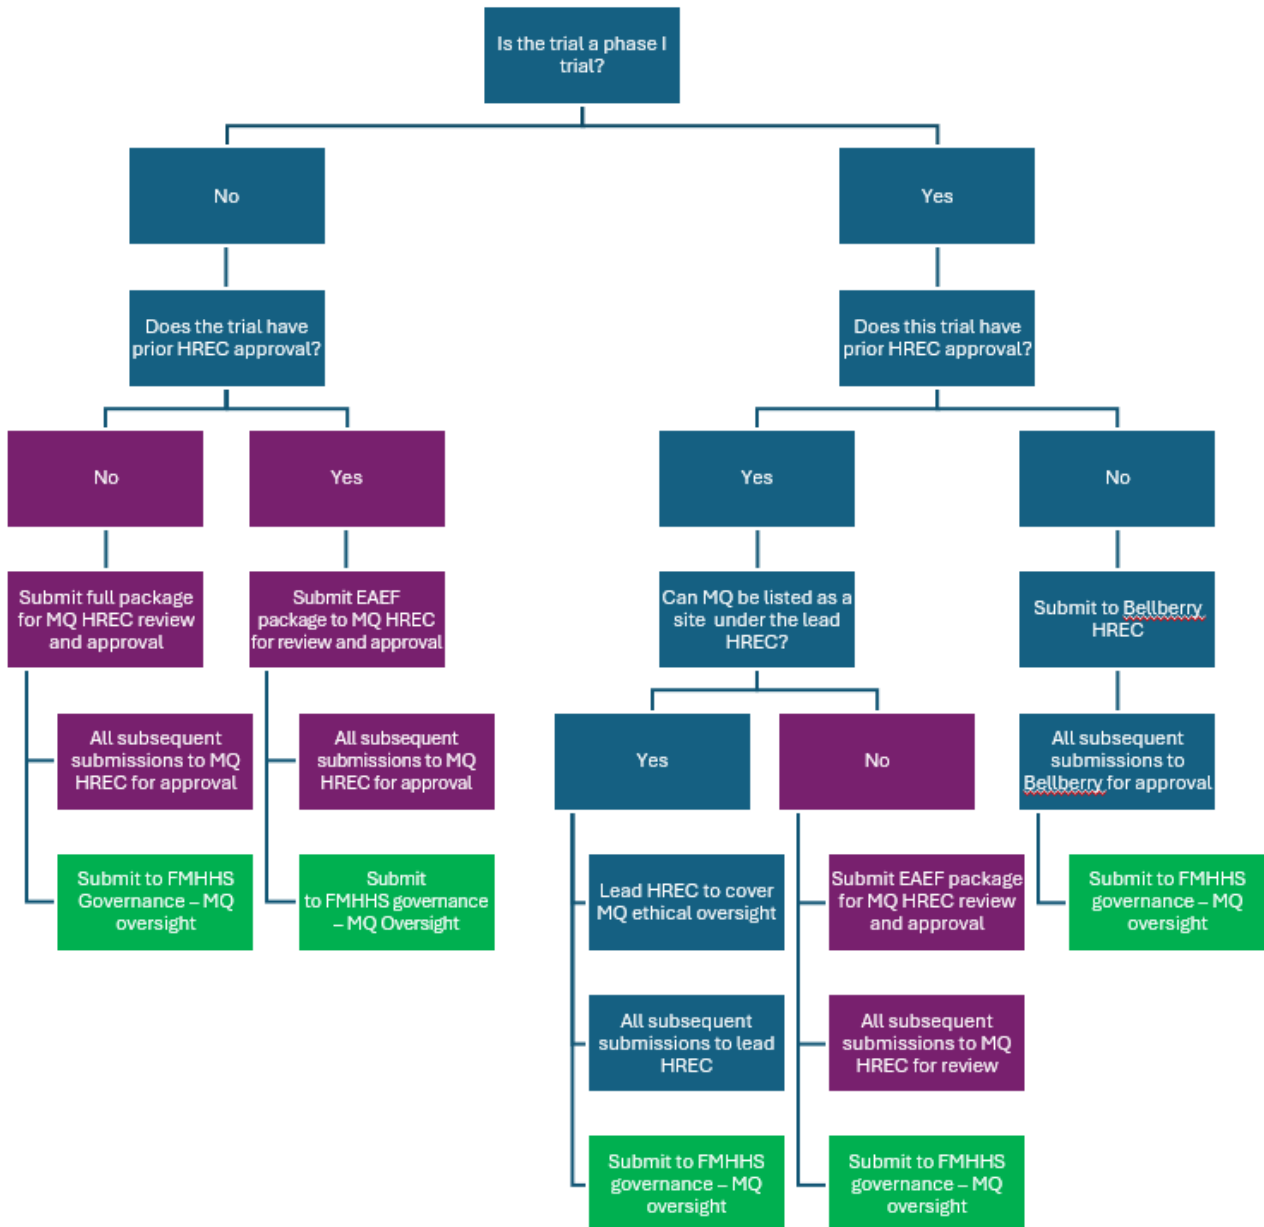 Is the trial a phase I
trial?
No
Yes
Does the trial have
prior HREC approval?
Does this trial have
prior HREC approval?
No
Yes
Yes
No
Submit full package
for MQ HREC review
and approval
Submit EAEF
package to MQ HREC
for review and approval
Can MQ be listed as a
site under the lead
HREC?
Submit to Bellberry
HREC
All subsequent
submissions to MQ
HREC for approval
All subsequent
submissions to MQ
HREC for approval
Yes
No
All subsequent
submissions to
Bellberry for approval
Submit to FMHHS
Governance – MQ
oversight
Submit
to FMHHS governance
– MQ Oversight
Lead HREC to cover
MQ ethical oversight
Submit EAEF package
for MQ HREC review
and approval
Submit to FMHHS
governance – MQ
oversight
All subsequent
submissions to lead
HREC
All subsequent
submissions to MQ
HREC for review
Submit to FMHHS
governance – MQ
oversight
Submit to FMHHS
governance – MQ
oversight